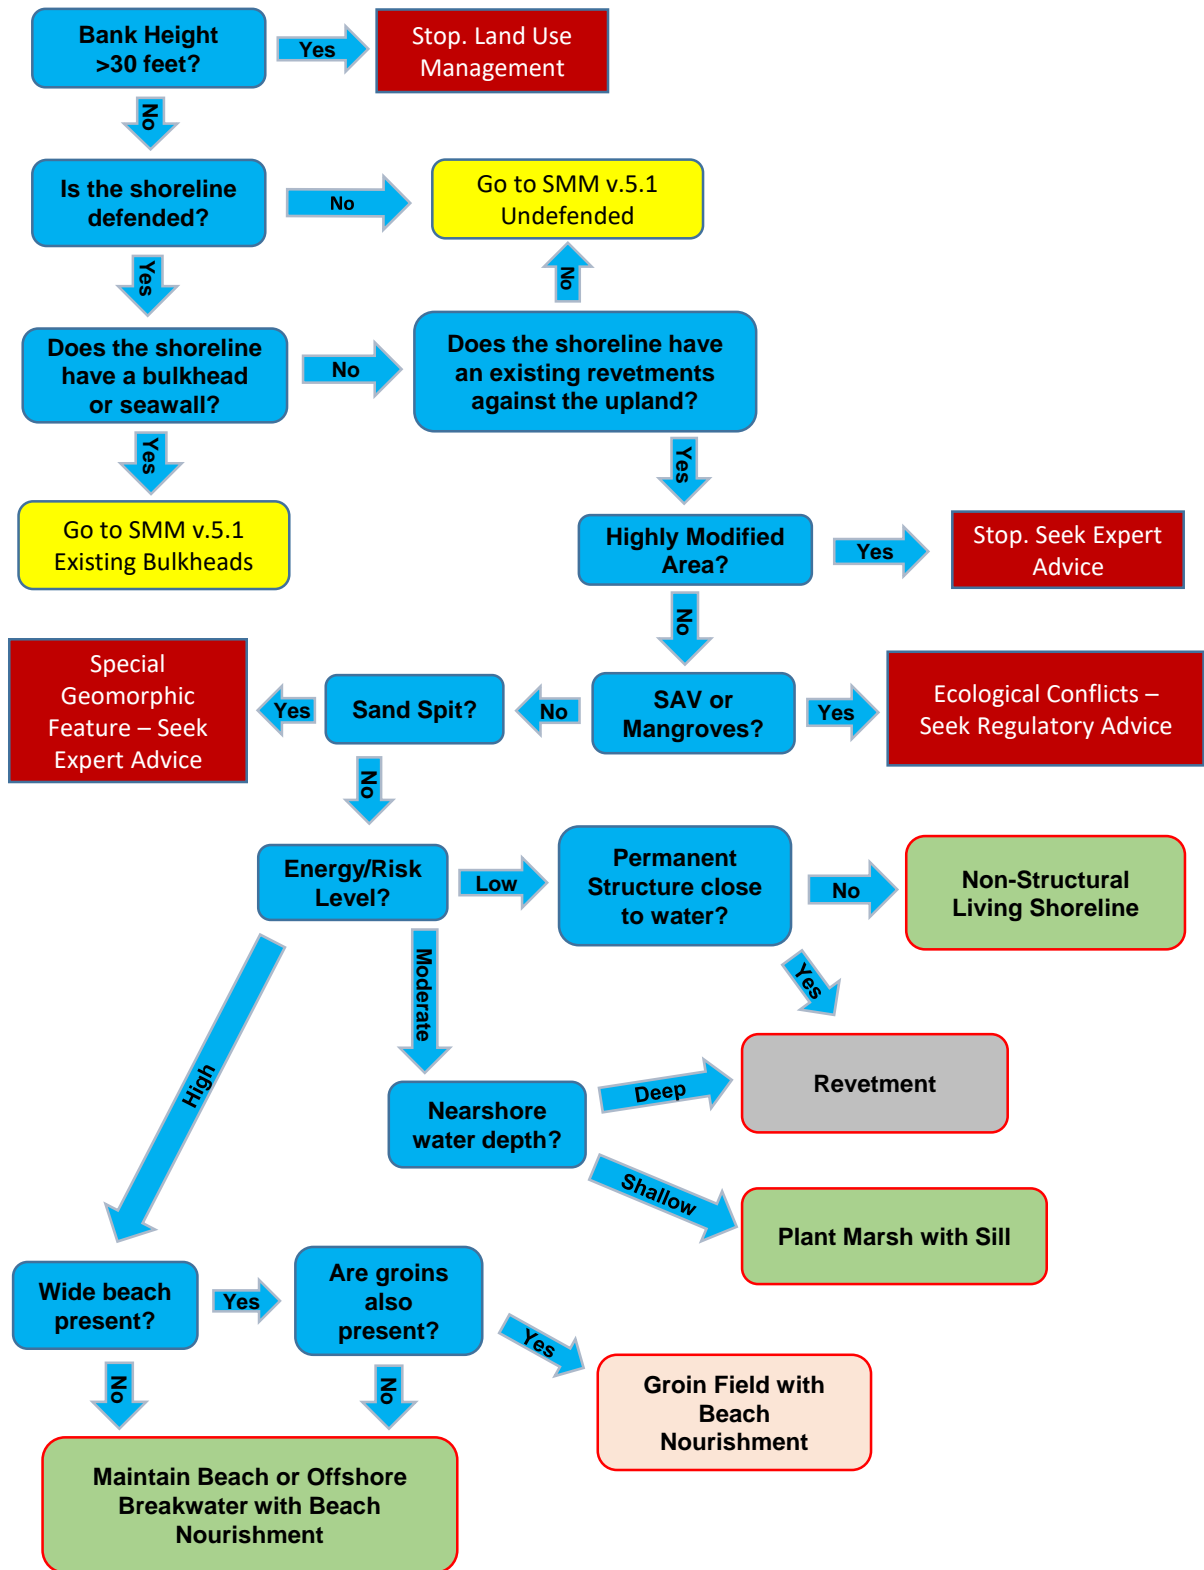 Bank Height
>30 feet?
Yes
Stop. Land Use
Management
No
Is the shoreline
defended?
No
Go to SMM v.5.1
Undefended
Yes
No
Does the shoreline
have a bulkhead
or seawall?
No
Does the shoreline have
an existing revetments
against the upland?
Yes
Yes
Go to SMM v.5.1
Existing Bulkheads
Highly Modified
Area?
Yes
Stop. Seek Expert
Advice
No
Special
Geomorphic
Feature – Seek
Expert Advice
Yes
Sand Spit?
No
SAV or
Mangroves?
Yes
Ecological Conflicts –
Seek Regulatory Advice
No
Energy/Risk
Level?
Low
Permanent
Structure close
to water?
No
Non-Structural
Living Shoreline
High
Moderate
Yes
Nearshore
water depth?
Deep
Revetment
Shallow
Plant Marsh with Sill
Wide beach
present?
Yes
Are groins
also
present?
Yes
No
No
Groin Field with
Beach
Nourishment
Maintain Beach or Offshore
Breakwater with Beach
Nourishment